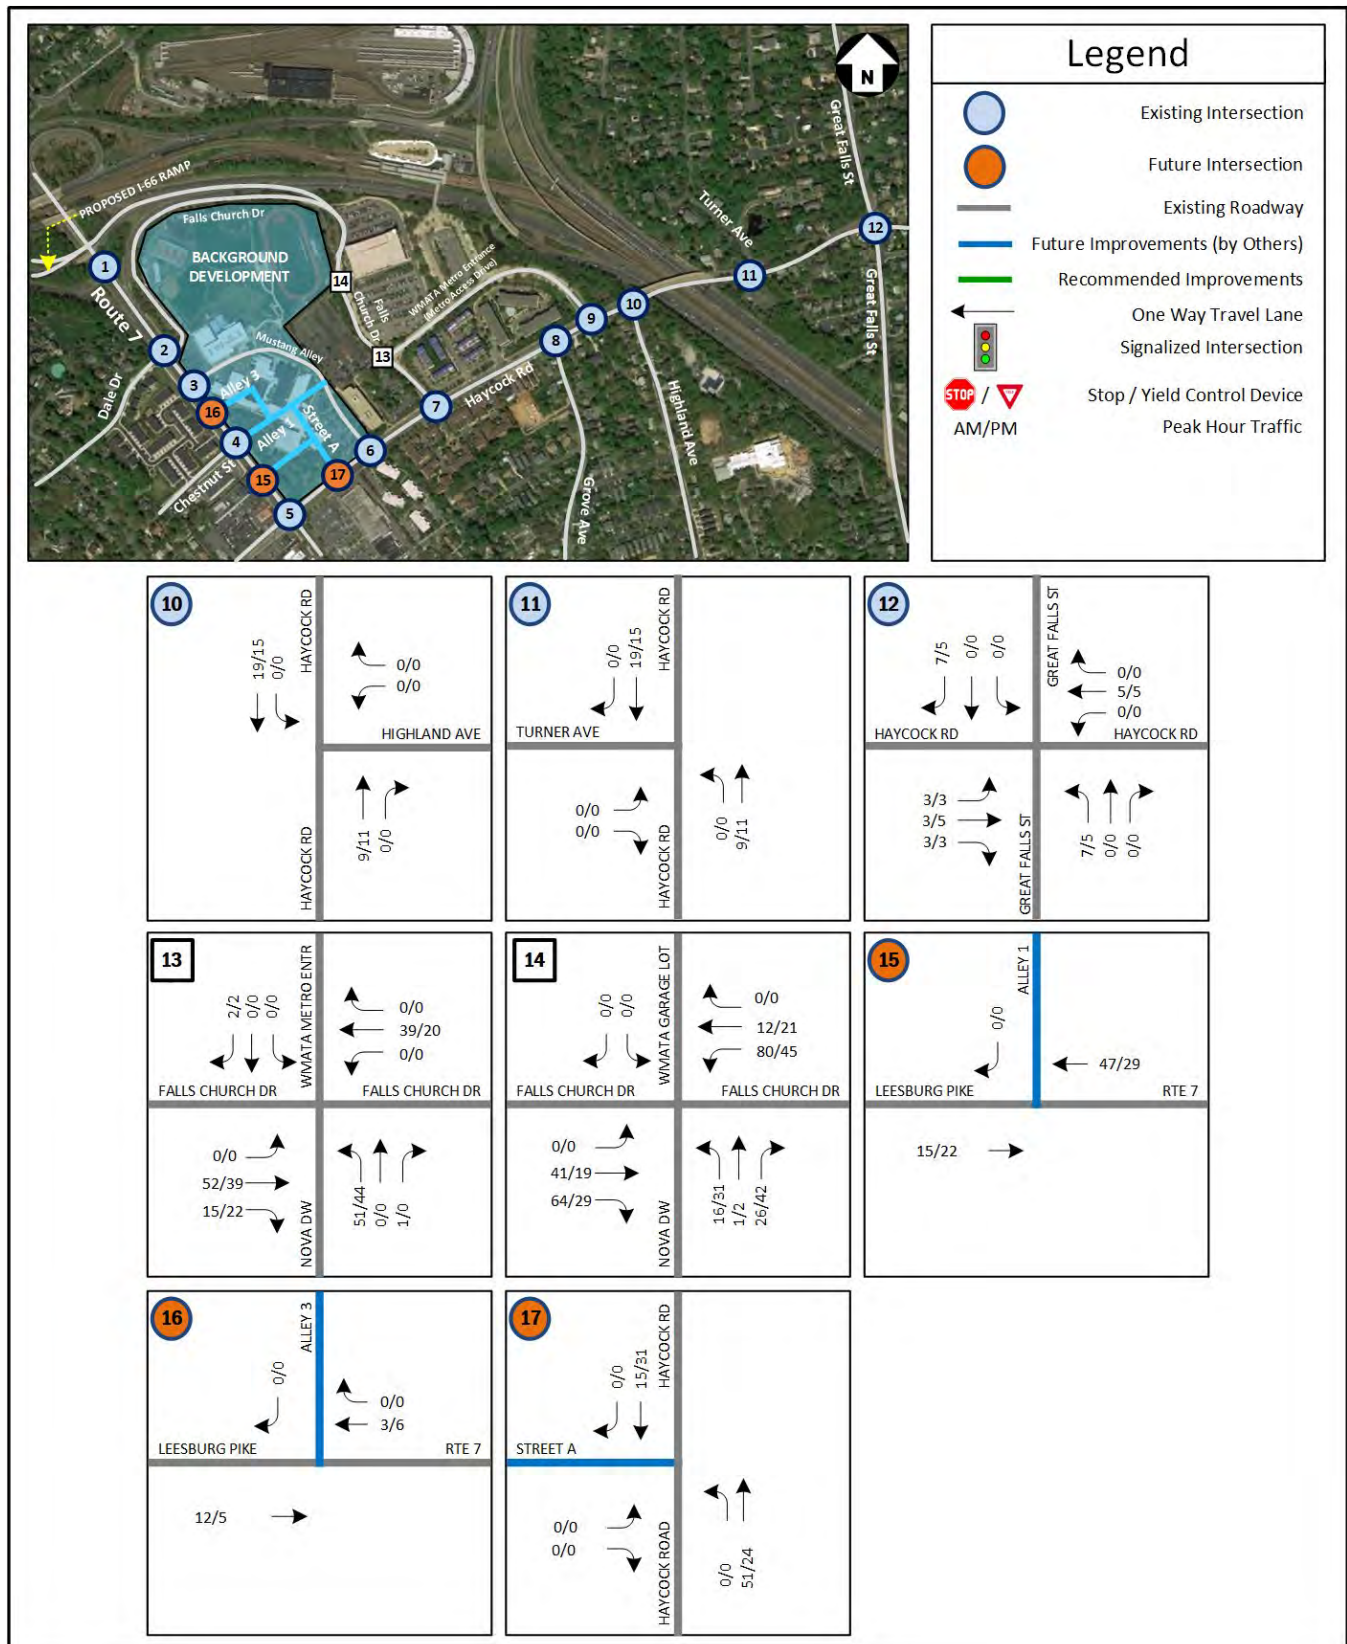 N
Great Falls St
PROPOSED I-66 RAMP
Falls Church Dr
Turner Ave
12
BACKGROUND
DEVELOPMENT
WMATA Metro Entrance
(Metro Access Drive)
1
14
11
Falls
Church Dr
10
Route 7
9
Great Falls St
8
2
Mustang Alley
13
Haycock Rd
Dale Dr
3
Alley 3
7
16
Street A
Highland Ave
4
Alley 1
6
Chestnut St
15
17
Grove Ave
5
Legend
Existing Intersection
Future Intersection
Existing Roadway
Future Improvements (by Others)
Recommended Improvements
One Way Travel Lane
Signalized Intersection
STOP / Stop / Yield Control Device
AM/PM Peak Hour Traffic
10
HAYCOCK RD
19/15
0/0
0/0
0/0
HIGHLAND AVE
HAYCOCK RD
9/11
0/0
11
HAYCOCK RD
0/0
19/15
TURNER AVE
0/0
0/0
HAYCOCK RD
0/0
9/11
12
GREAT FALLS ST
7/5
0/0
0/0
0/0
5/5
0/0
HAYCOCK RD
HAYCOCK RD
3/3
3/5
3/3
GREAT FALLS ST
7/5
0/0
0/0
13
WMATA METRO ENTR
2/2
0/0
0/0
0/0
39/20
0/0
FALLS CHURCH DR
FALLS CHURCH DR
0/0
52/39
15/22
NOVA DW
51/44
0/0
1/0
14
WMATA GARAGE LOT
0/0
0/0
0/0
12/21
80/45
FALLS CHURCH DR
FALLS CHURCH DR
0/0
41/19
64/29
NOVA DW
16/31
1/2
26/42
15
ALLEY 1
0/0
47/29
LEESBURG PIKE
RTE 7
15/22
16
ALLEY 3
0/0
0/0
3/6
LEESBURG PIKE
RTE 7
12/5
17
HAYCOCK RD
0/0
15/31
STREET A
0/0
0/0
HAYCOCK ROAD
0/0
51/24